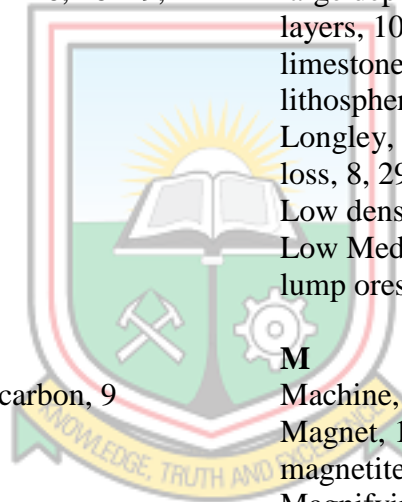 layers, 10
limestone
lithospher
Longley,
loss, 8, 29
Low dens
Low Med
lump ores
M
carbon, 9
Machine,
Magnet, 1
magnetite
KNOWLEDGE, TRUTH AND